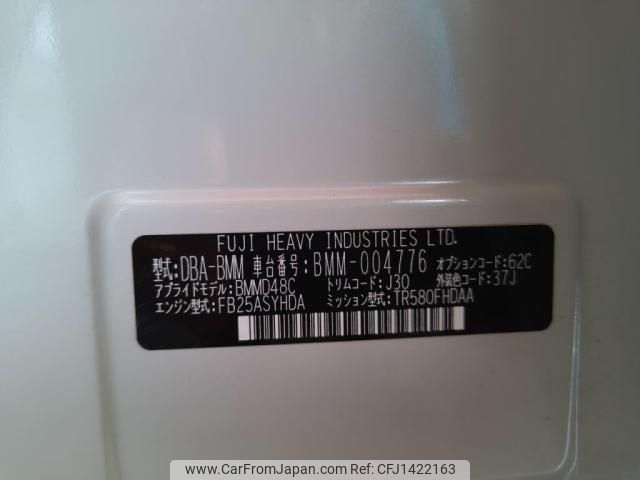 FUJI HEAVY INDUSTRIES LTD.
型式:DBA-BMM 車台番号:BMM-004776 オプションコード:62C
アプライドモデル:BMMD48C トリムコード:J30 外装色コード:37J
エンジン型式:FB25ASYHDA ミッション型式:TR580FHDAA
www.CarFromJapan.com - Stock ID: CFJ1422163